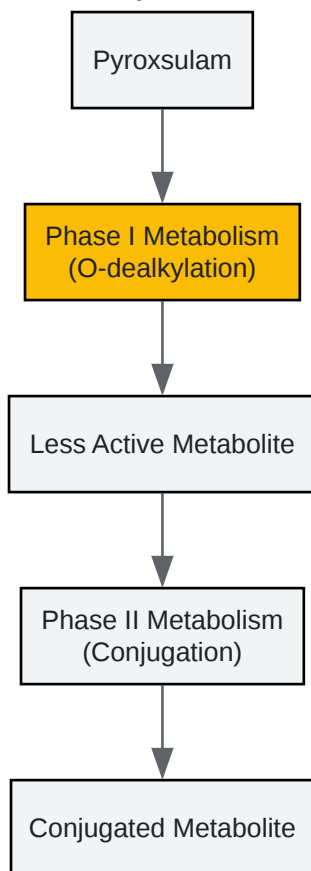 Pyroxsulam
Phase I Metabolism
(O-dealkylation)
Less Active Metabolite
Phase II Metabolism
(Conjugation)
Conjugated Metabolite